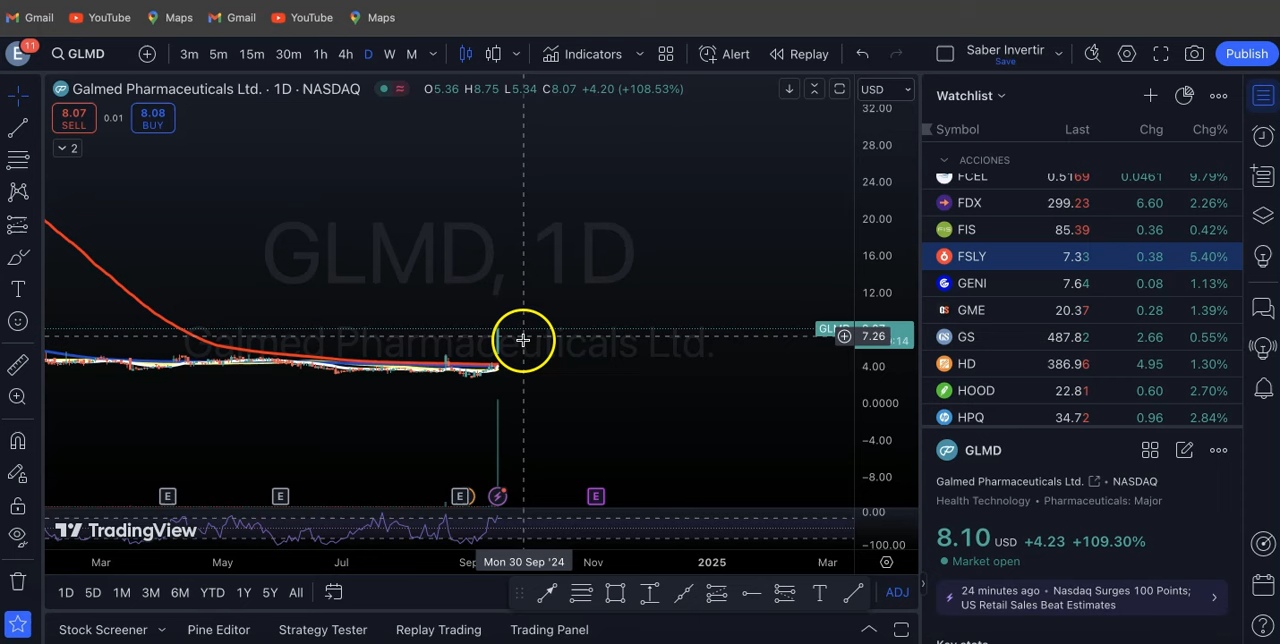 Gmail YouTube Maps Gmail YouTube Maps
E 11 GLMD 3m 5m 15m 30m 1h 4h D W M Indicators Alert Replay Saber Invertir Save Publish
Galmed Pharmaceuticals Ltd. · 1D · NASDAQ O5.36 H8.75 L5.34 C8.07 +4.20 (+108.53%) USD
8.07 SELL 0.01 8.08 BUY
2
GLMD, 1D
Galmed Pharmaceuticals Ltd.
32.00
28.00
24.00
20.00
16.00
12.00
GLMD
7.26 :14
4.00
0.0000
-4.00
-8.00
0.00
-100.00
E E E E
TradingView
Mar May Jul Sep Mon 30 Sep '24 Nov 2025 Mar
1D 5D 1M 3M 6M YTD 1Y 5Y All T ADJ
Stock Screener Pine Editor Strategy Tester Replay Trading Trading Panel
Watchlist
Symbol Last Chg Chg%
ACCIONES
FCEL 0.5169 0.0461 9.79%
FDX 299.23 6.60 2.26%
FIS 85.39 0.36 0.42%
FSLY 7.33 0.38 5.40%
GENI 7.64 0.08 1.13%
GME 20.37 0.28 1.39%
GS 487.82 2.66 0.55%
HD 386.96 4.95 1.30%
HOOD 22.81 0.60 2.70%
HPQ 34.72 0.96 2.84%
GLMD
Galmed Pharmaceuticals Ltd. • NASDAQ
Health Technology • Pharmaceuticals: Major
8.10 USD +4.23 +109.30%
Market open
24 minutes ago • Nasdaq Surges 100 Points;
US Retail Sales Beat Estimates